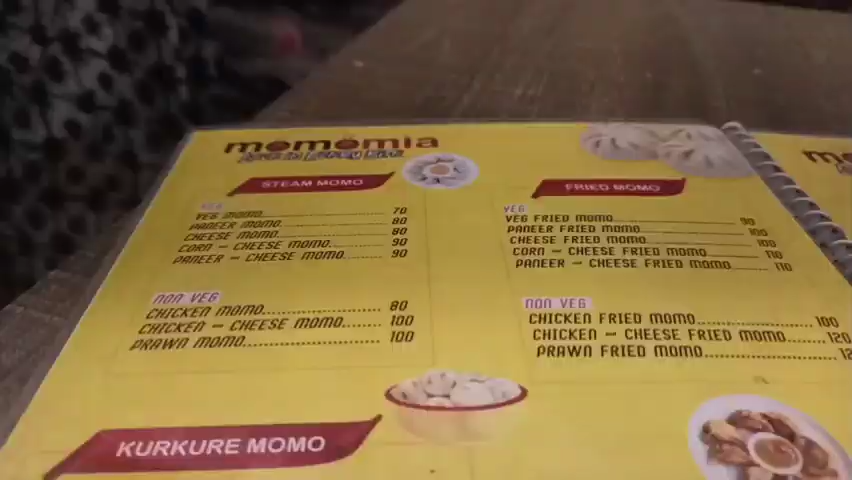 momomia
STEAM MOMO
VEG
VEG MOMO............ 70
PANEER MOMO............ 80
CHEESE MOMO............ 80
CORN - CHEESE MOMO............ 90
PANEER - CHEESE MOMO............ 90
NON VEG
CHICKEN MOMO............ 80
CHICKEN - CHEESE MOMO....... 100
PRAWN MOMO............ 100
FRIED MOMO
VEG
VEG FRIED MOMO............ 90
PANEER FRIED MOMO............ 100
CHEESE FRIED MOMO............ 100
CORN - CHEESE FRIED MOMO............ 110
PANEER - CHEESE FRIED MOMO....... 110
NON VEG
CHICKEN FRIED MOMO............ 100
CHICKEN - CHEESE FRIED MOMO....... 120
PRAWN FRIED MOMO............
KURKURE MOMO